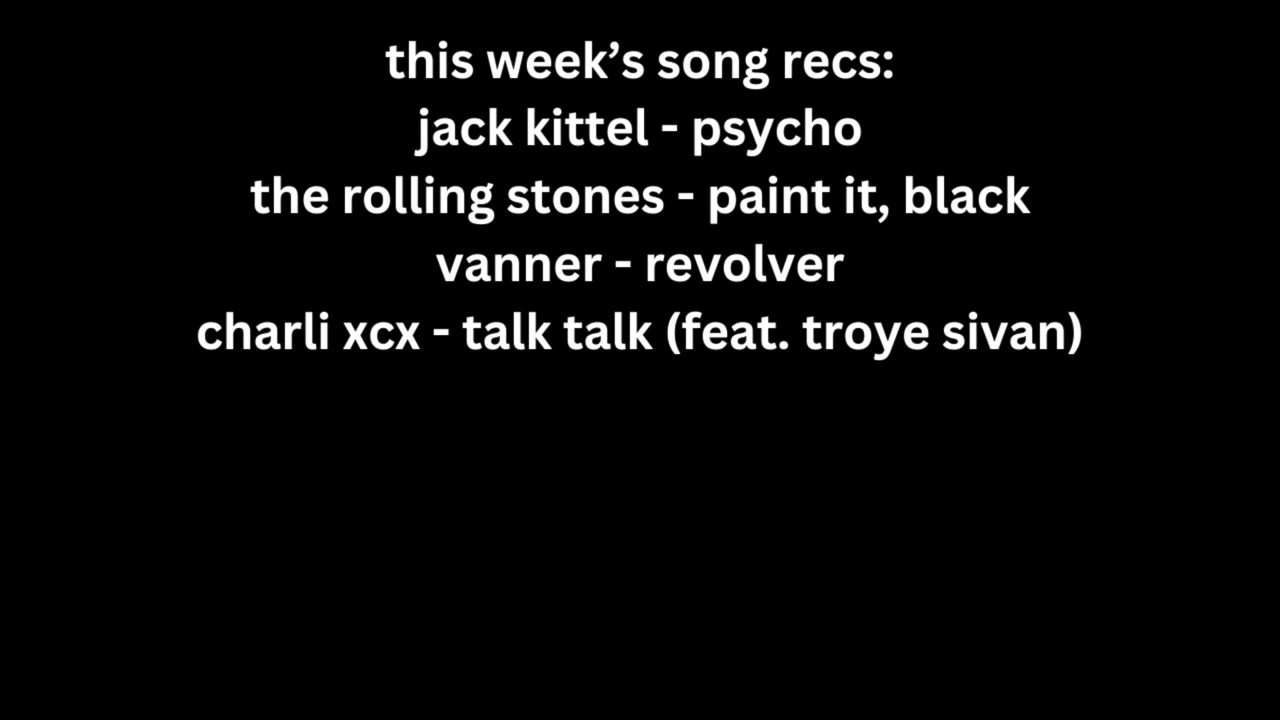 this week’s song recs:
jack kittel - psycho
the rolling stones - paint it, black
vanner - revolver
charli xcx - talk talk (feat. troye sivan)